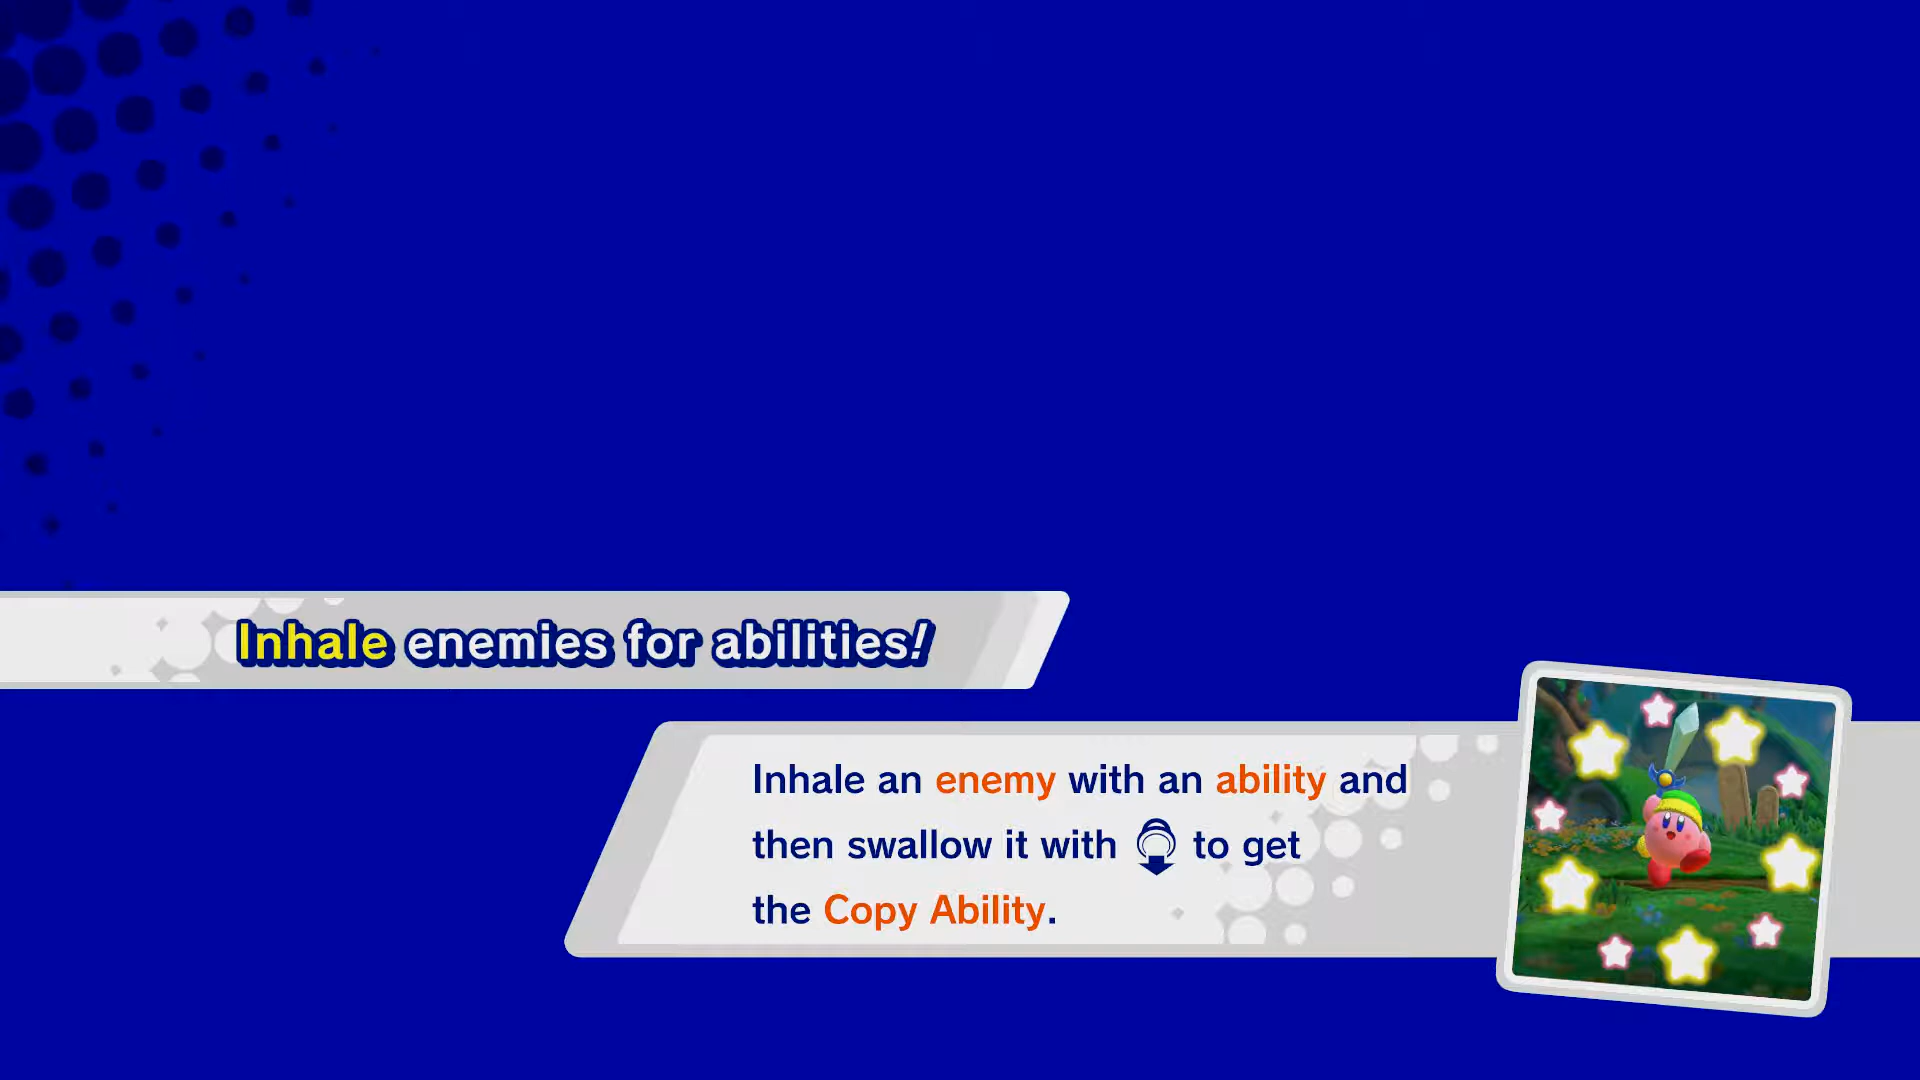 Inhale enemies for abilities!
Inhale an enemy with an ability and
then swallow it with to get
the Copy Ability.